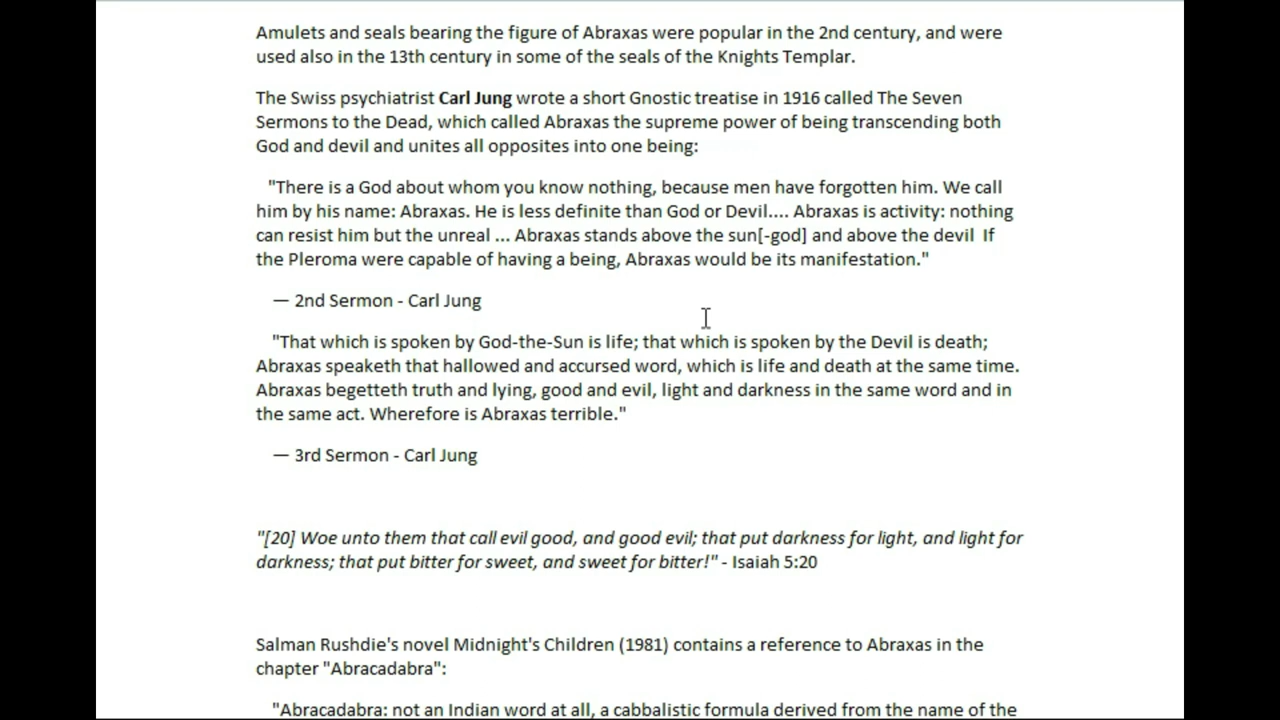 Amulets and seals bearing the figure of Abraxas were popular in the 2nd century, and were
used also in the 13th century in some of the seals of the Knights Templar.
The Swiss psychiatrist Carl Jung wrote a short Gnostic treatise in 1916 called The Seven
Sermons to the Dead, which called Abraxas the supreme power of being transcending both
God and devil and unites all opposites into one being:
"There is a God about whom you know nothing, because men have forgotten him. We call
him by his name: Abraxas. He is less definite than God or Devil.... Abraxas is activity: nothing
can resist him but the unreal ... Abraxas stands above the sun[-god] and above the devil  If
the Pleroma were capable of having a being, Abraxas would be its manifestation."
— 2nd Sermon - Carl Jung
"That which is spoken by God-the-Sun is life; that which is spoken by the Devil is death;
Abraxas speaketh that hallowed and accursed word, which is life and death at the same time.
Abraxas begetteth truth and lying, good and evil, light and darkness in the same word and in
the same act. Wherefore is Abraxas terrible."
— 3rd Sermon - Carl Jung
"[20] Woe unto them that call evil good, and good evil; that put darkness for light, and light for
darkness; that put bitter for sweet, and sweet for bitter!" - Isaiah 5:20
Salman Rushdie's novel Midnight's Children (1981) contains a reference to Abraxas in the
chapter "Abracadabra":
"Abracadabra: not an Indian word at all, a cabbalistic formula derived from the name of the